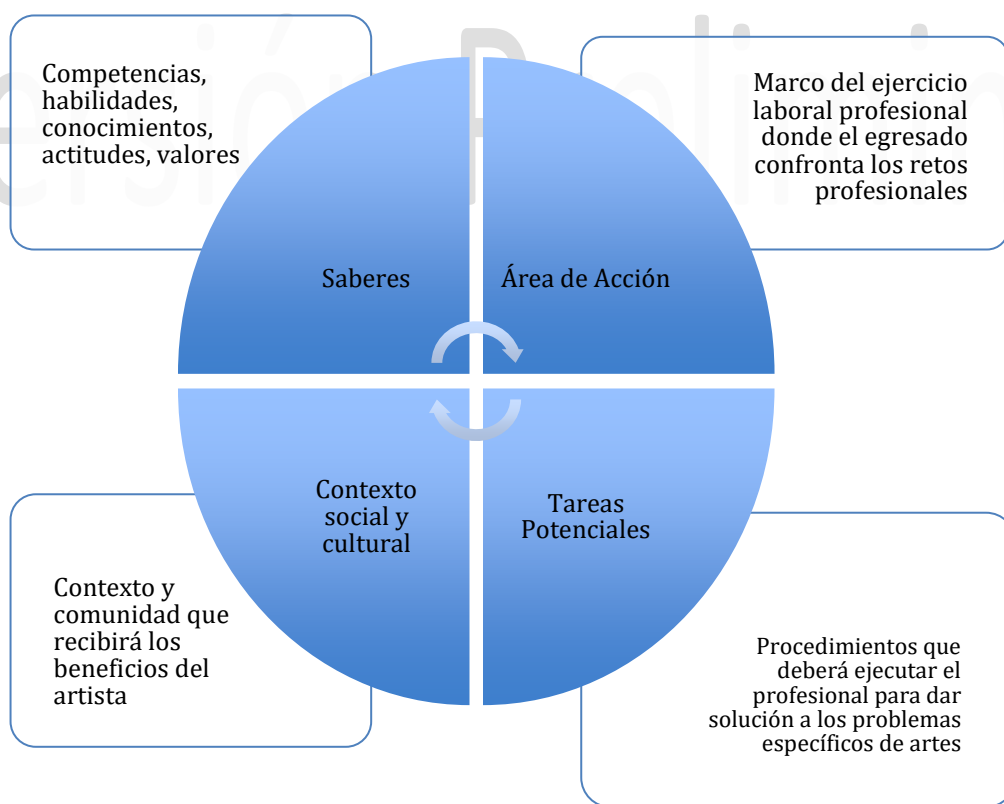 Competencias,
habilidades,
conocimientos,
actitudes, valores
Marco del ejercicio
laboral profesional
donde el egresado
confronta los retos
profesionales
Saberes
Área de Acción
Contexto
social y
cultural
Tareas
Potenciales
Contexto y
comunidad que
recibirá los
beneficios del
artista
Procedimientos que
deberá ejecutar el
profesional para dar
solución a los problemas
específicos de artes